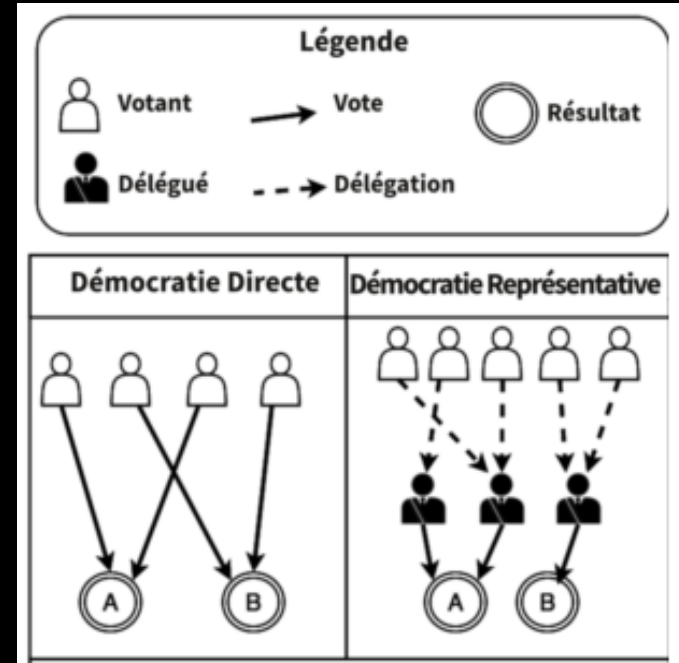 Légende
Votant Vote Résultat
Délégué Délégation
Démocratie Directe Démocratie Représentative
A B A B